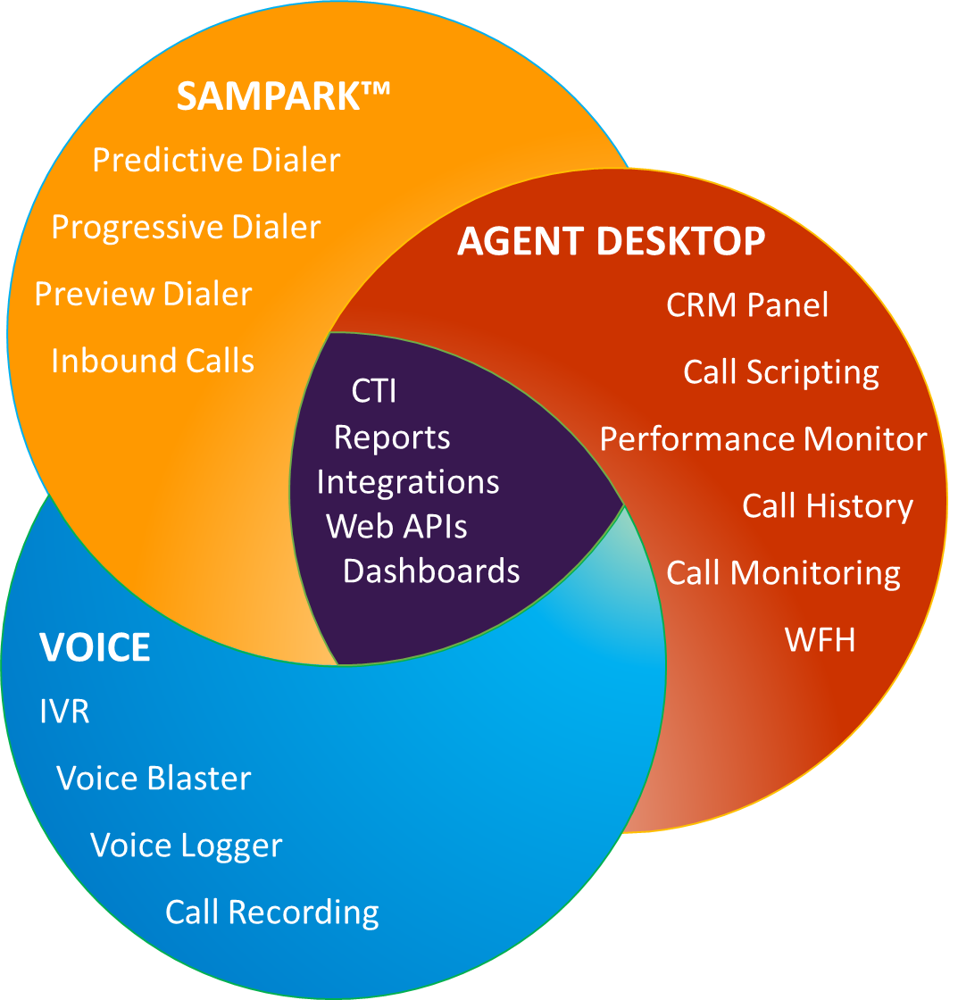 SAMPARK™
Predictive Dialer
Progressive Dialer
Preview Dialer
Inbound Calls
AGENT DESKTOP
CRM Panel
Call Scripting
Performance Monitor
Call History
Call Monitoring
WFH
CTI
Reports
Integrations
Web APIs
Dashboards
VOICE
IVR
Voice Blaster
Voice Logger
Call Recording